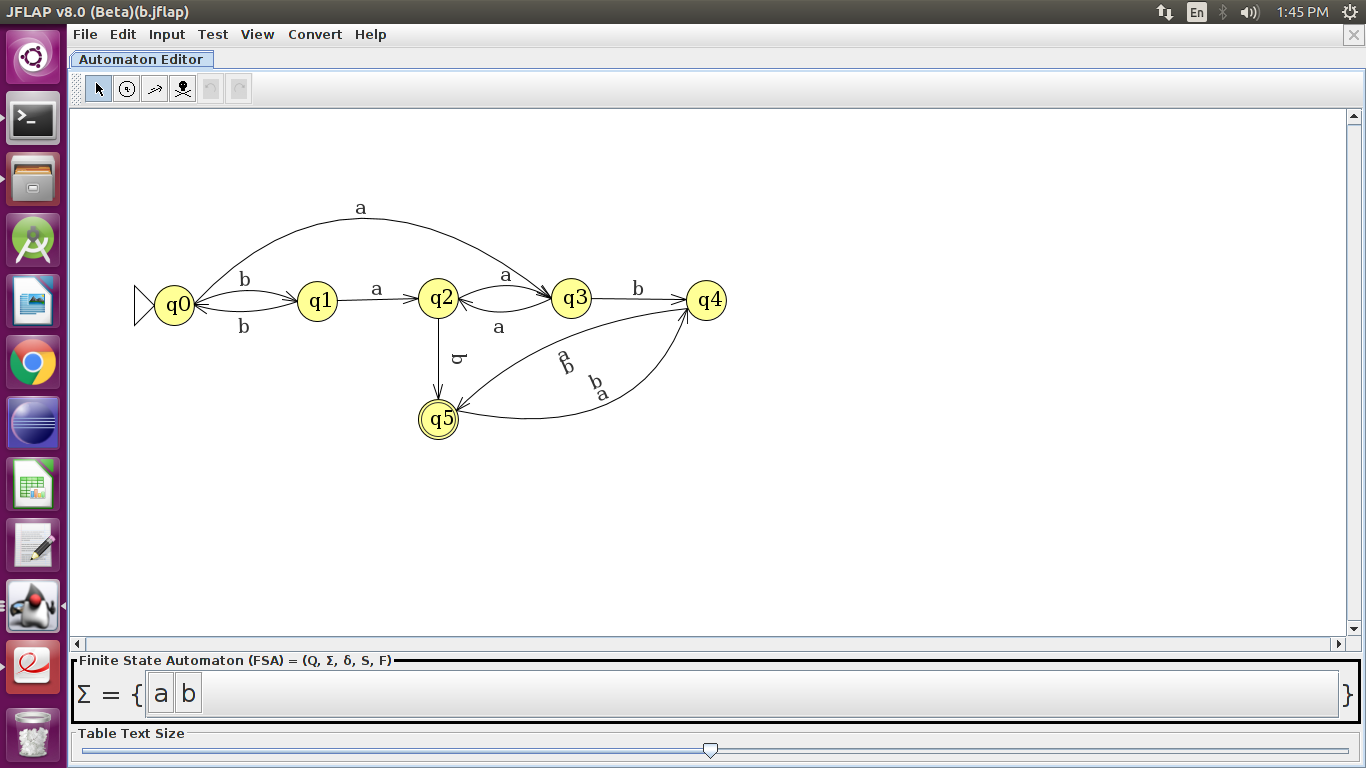 JFLAP v8.0 (Beta)(b.jflap)
En
1:45 PM
File Edit Input Test View Convert Help
Automaton Editor
a
b
a
a
b
q0
q1
q2
q3
q4
b
a
b
a
b
b
a
q5
Finite State Automaton (FSA) = (Q, Σ, δ, S, F)
Σ = { a b }
Table Text Size